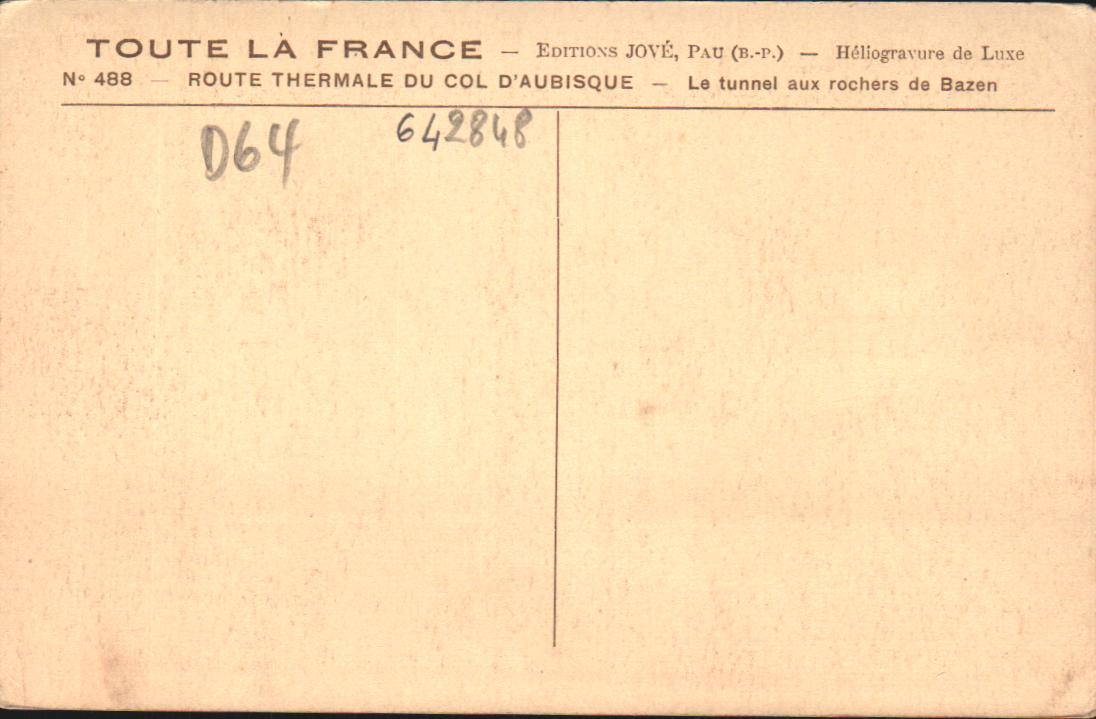 TOUTE LA FRANCE — EDITIONS JOVÉ, PAU (B.-P.) — Héliogravure de Luxe
Nº 488 — ROUTE THERMALE DU COL D'AUBISQUE — Le tunnel aux rochers de Bazen
D64 642848